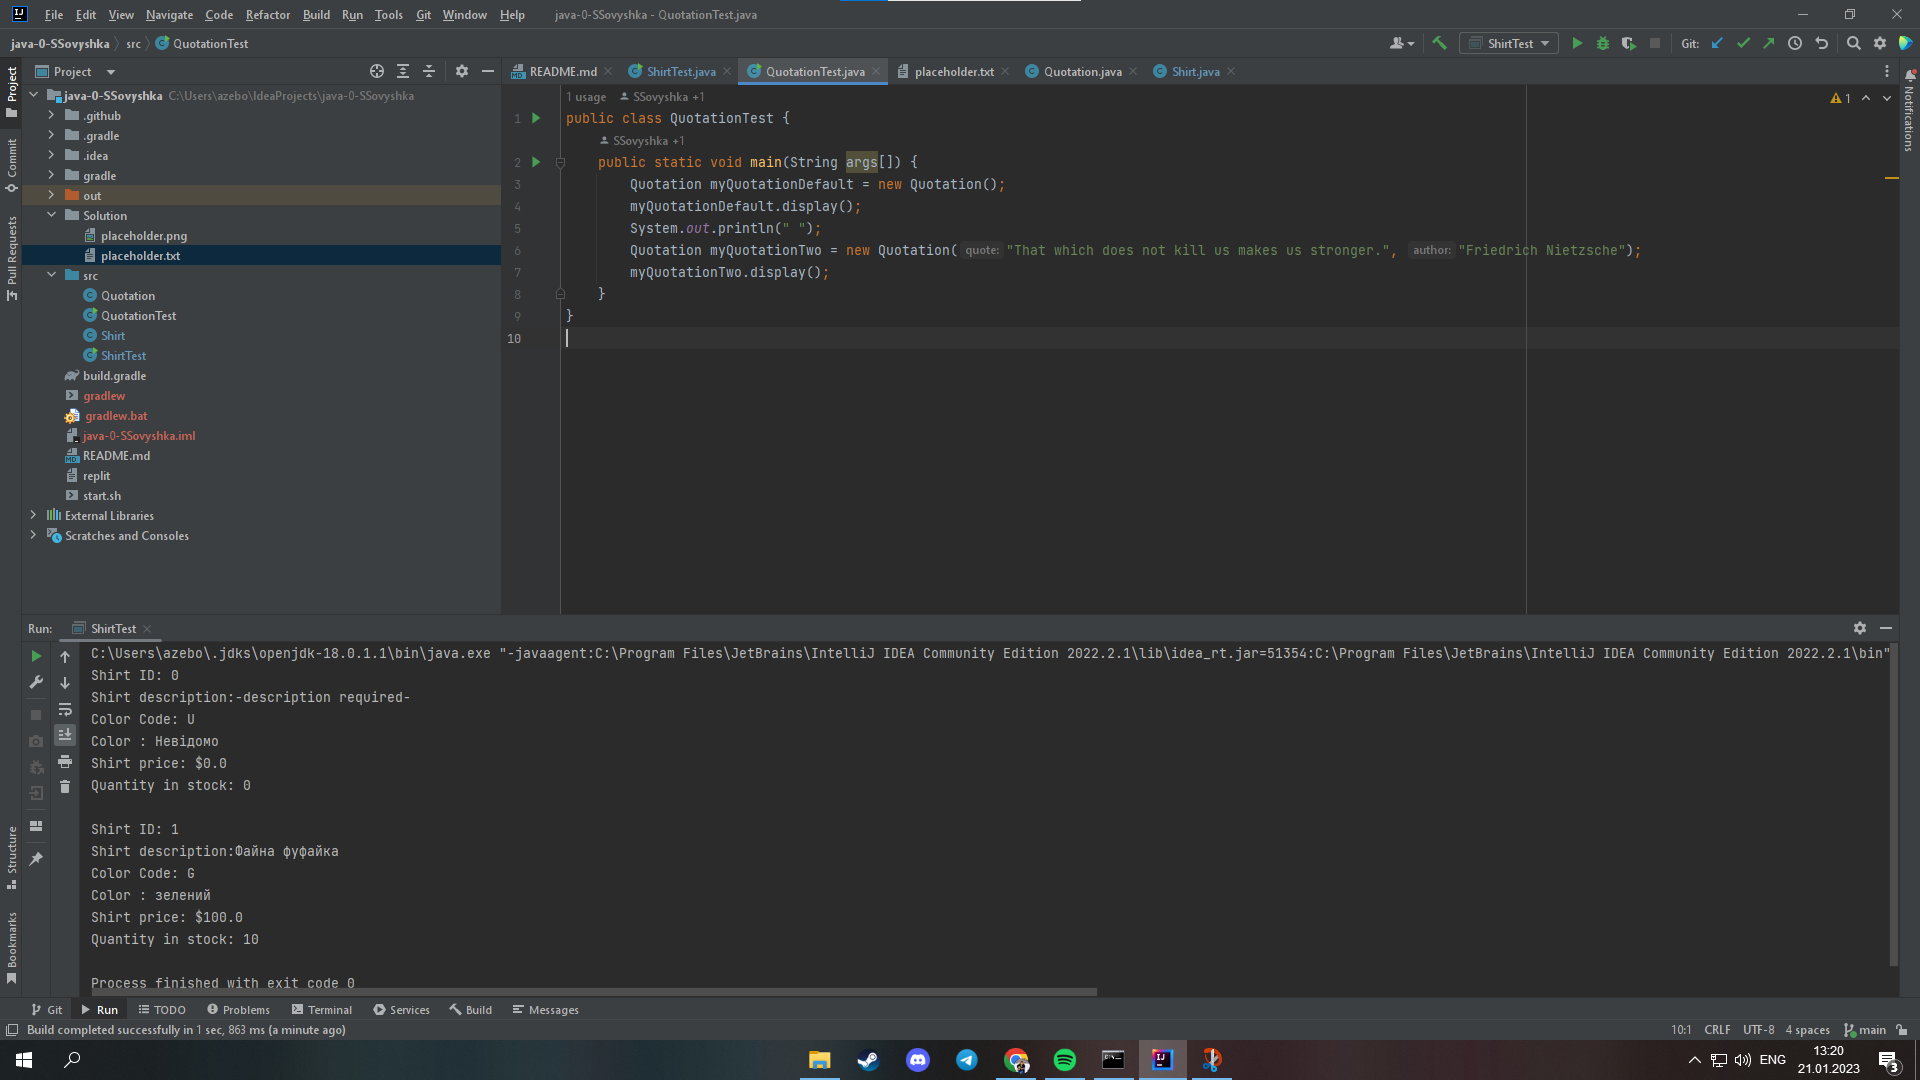 File Edit View Navigate Code Refactor Build Run Tools Git Window Help java-0-SSovyshka - QuotationTest.java
java-0-SSovyshka src QuotationTest ShirtTest Git:
Project
README.md ShirtTest.java QuotationTest.java placeholder.txt Quotation.java Shirt.java
java-0-SSovyshka C:\Users\azebo\IdeaProjects\java-0-SSovyshka
.github
.gradle
.idea
gradle
out
Solution
placeholder.png
placeholder.txt
src
Quotation
QuotationTest
Shirt
ShirtTest
build.gradle
gradlew
gradlew.bat
java-0-SSovyshka.iml
README.md
replit
start.sh
External Libraries
Scratches and Consoles
Project
Commit
Pull Requests
Structure
Bookmarks
Notifications
1 usage SSovyshka +1
1
1 public class QuotationTest {
SSovyshka +1
2 public static void main(String args[]) {
3 Quotation myQuotationDefault = new Quotation();
4 myQuotationDefault.display();
5 System.out.println(" ");
6 Quotation myQuotationTwo = new Quotation( quote: "That which does not kill us makes us stronger.", author: "Friedrich Nietzsche");
7 myQuotationTwo.display();
8 }
9 }
10
Run: ShirtTest
C:\Users\azebo\.jdks\openjdk-18.0.1.1\bin\java.exe "-javaagent:C:\Program Files\JetBrains\IntelliJ IDEA Community Edition 2022.2.1\lib\idea_rt.jar=51354:C:\Program Files\JetBrains\IntelliJ IDEA Community Edition 2022.2.1\bin"
Shirt ID: 0
Shirt description:-description required-
Color Code: U
Color : Невідомо
Shirt price: $0.0
Quantity in stock: 0
Shirt ID: 1
Shirt description:Файна фуфайка
Color Code: G
Color : зелений
Shirt price: $100.0
Quantity in stock: 10
Process finished with exit code 0
Git Run TODO Problems Terminal Services Build Messages
Build completed successfully in 1 sec, 863 ms (a minute ago) 10:1 CRLF UTF-8 4 spaces main
ENG 13:20
21.01.2023 3